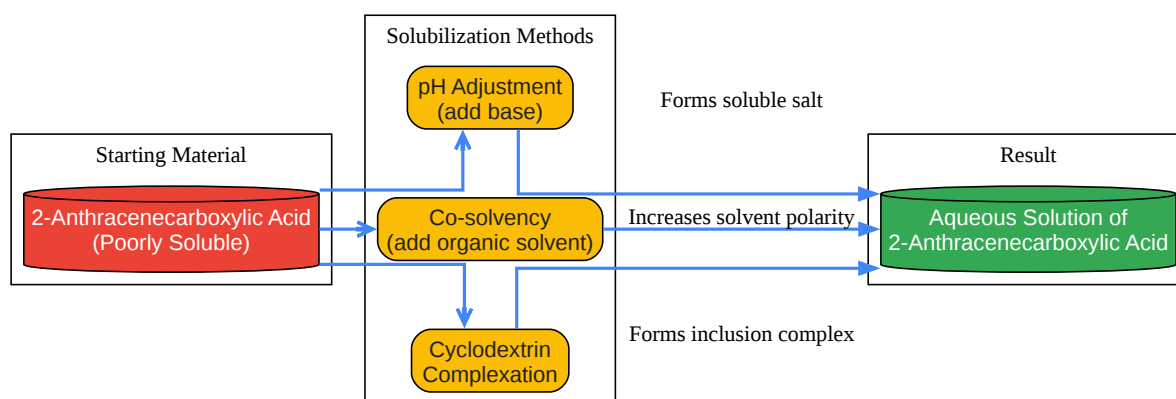 Solubilization Methods
pH Adjustment
(add base)
Forms soluble salt
Starting Material
2-Anthracenecarboxylic Acid
(Poorly Soluble)
Co-solvency
(add organic solvent)
Increases solvent polarity
Result
Aqueous Solution of
2-Anthracenecarboxylic Acid
Cyclodextrin
Complexation
Forms inclusion complex